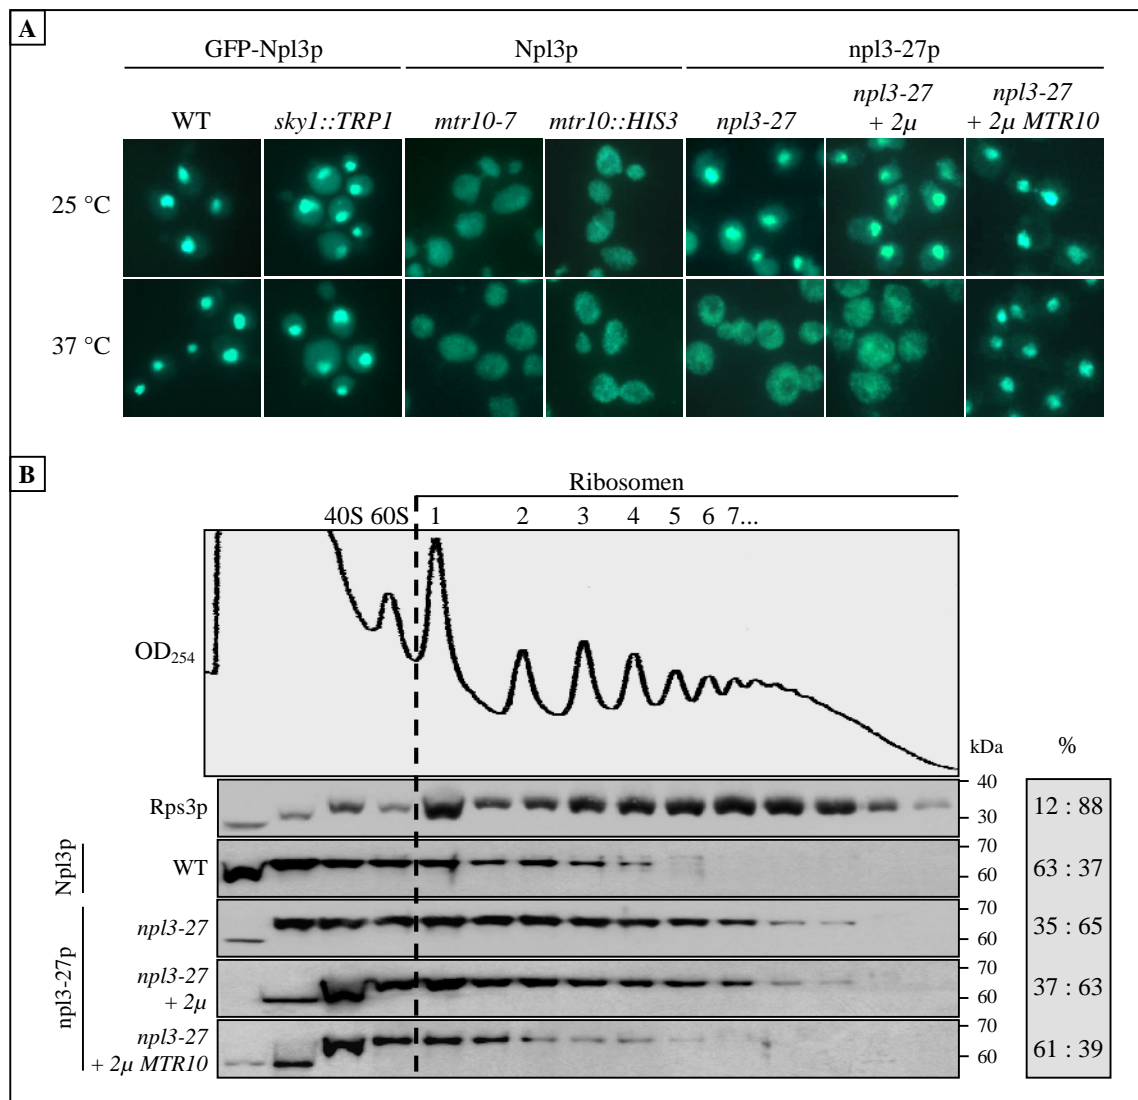 A
GFP-Npl3p Npl3p npl3-27p
WT sky1::TRP1 mtr10-7 mtr10::HIS3 npl3-27 npl3-27 + 2µ npl3-27 + 2µ MTR10
25 °C
37 °C
B
Ribosomen
40S 60S 1 2 3 4 5 6 7...
OD254
kDa %
Rps3p 40 30 12 : 88
Npl3p WT 70 60 63 : 37
npl3-27p
npl3-27 70 60 35 : 65
npl3-27 + 2µ 70 60 37 : 63
npl3-27 + 2µ MTR10 70 60 61 : 39